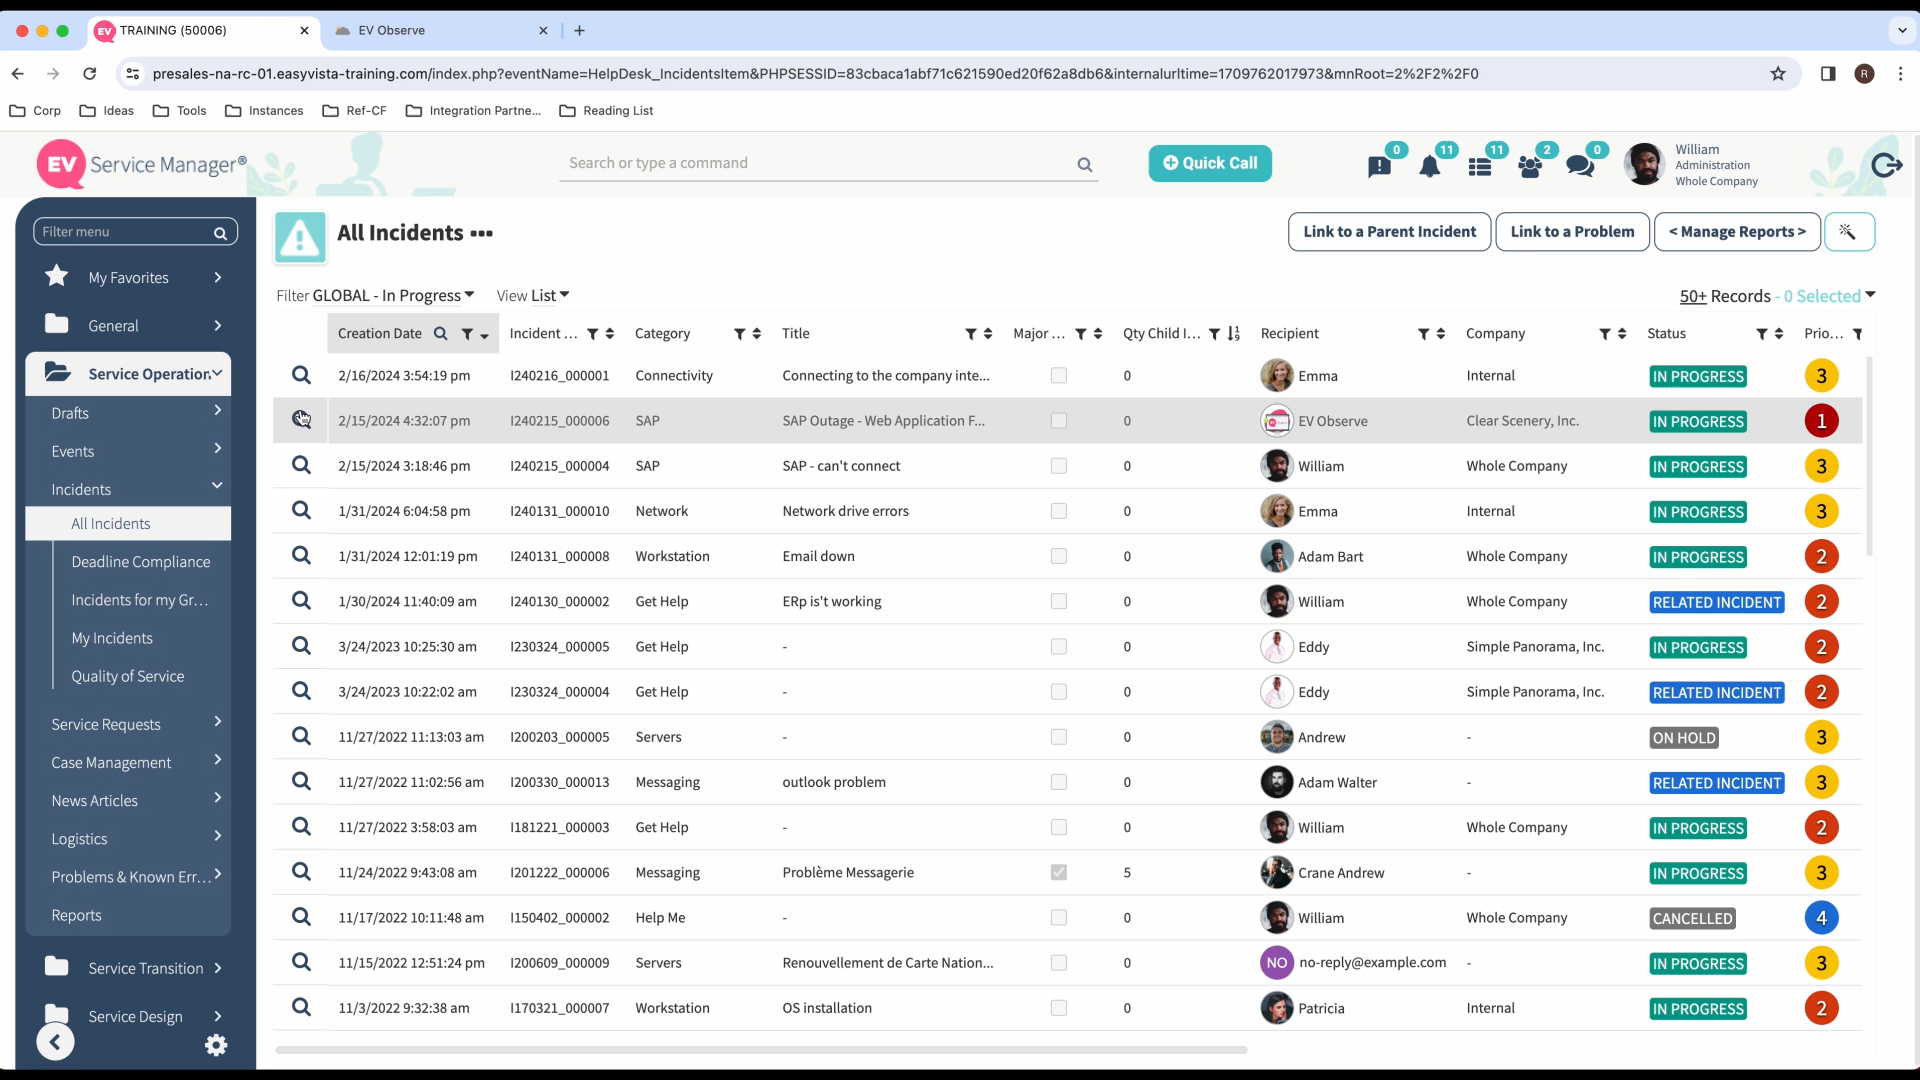 EV TRAINING (50006)
EV Observe
presales-na-rc-01.easyvista-training.com/index.php?eventName=HelpDesk_IncidentsItem&PHPSESSID=83cbaca1abf71c621590ed20f62a8db6&internalurltime=1709762017973&mnRoot=2%2F2%2F0
R
Corp Ideas Tools Instances Ref-CF Integration Partne... Reading List
EV Service Manager®
Search or type a command
Quick Call
0 11 11 2 0
William
Administration
Whole Company
Filter menu
My Favorites
General
Service Operation
Drafts
Events
Incidents
All Incidents
Deadline Compliance
Incidents for my Gr...
My Incidents
Quality of Service
Service Requests
Case Management
News Articles
Logistics
Problems & Known Err...
Reports
Service Transition
Service Design
All Incidents •••
Link to a Parent Incident Link to a Problem < Manage Reports >
Filter GLOBAL - In Progress View List
50+ Records - 0 Selected
Creation Date Incident ... Category Title Major ... Qty Child I... Recipient Company Status Prio...
2/16/2024 3:54:19 pm I240216_000001 Connectivity Connecting to the company inte... 0 Emma Internal IN PROGRESS 3
2/15/2024 4:32:07 pm I240215_000006 SAP SAP Outage - Web Application F... 0 EV Observe Clear Scenery, Inc. IN PROGRESS 1
2/15/2024 3:18:46 pm I240215_000004 SAP SAP - can't connect 0 William Whole Company IN PROGRESS 3
1/31/2024 6:04:58 pm I240131_000010 Network Network drive errors 0 Emma Internal IN PROGRESS 3
1/31/2024 12:01:19 pm I240131_000008 Workstation Email down 0 Adam Bart Whole Company IN PROGRESS 2
1/30/2024 11:40:09 am I240130_000002 Get Help ERp is't working 0 William Whole Company RELATED INCIDENT 2
3/24/2023 10:25:30 am I230324_000005 Get Help - 0 Eddy Simple Panorama, Inc. IN PROGRESS 2
3/24/2023 10:22:02 am I230324_000004 Get Help - 0 Eddy Simple Panorama, Inc. RELATED INCIDENT 2
11/27/2022 11:13:03 am I200203_000005 Servers - 0 Andrew - ON HOLD 3
11/27/2022 11:02:56 am I200330_000013 Messaging outlook problem 0 Adam Walter - RELATED INCIDENT 3
11/27/2022 3:58:03 am I181221_000003 Get Help - 0 William Whole Company IN PROGRESS 2
11/24/2022 9:43:08 am I201222_000006 Messaging Problème Messagerie 5 Crane Andrew - IN PROGRESS 3
11/17/2022 10:11:48 am I150402_000002 Help Me - 0 William Whole Company CANCELLED 4
11/15/2022 12:51:24 pm I200609_000009 Servers Renouvellement de Carte Nation... 0 NO no-reply@example.com - IN PROGRESS 3
11/3/2022 9:32:38 am I170321_000007 Workstation OS installation 0 Patricia Internal IN PROGRESS 2